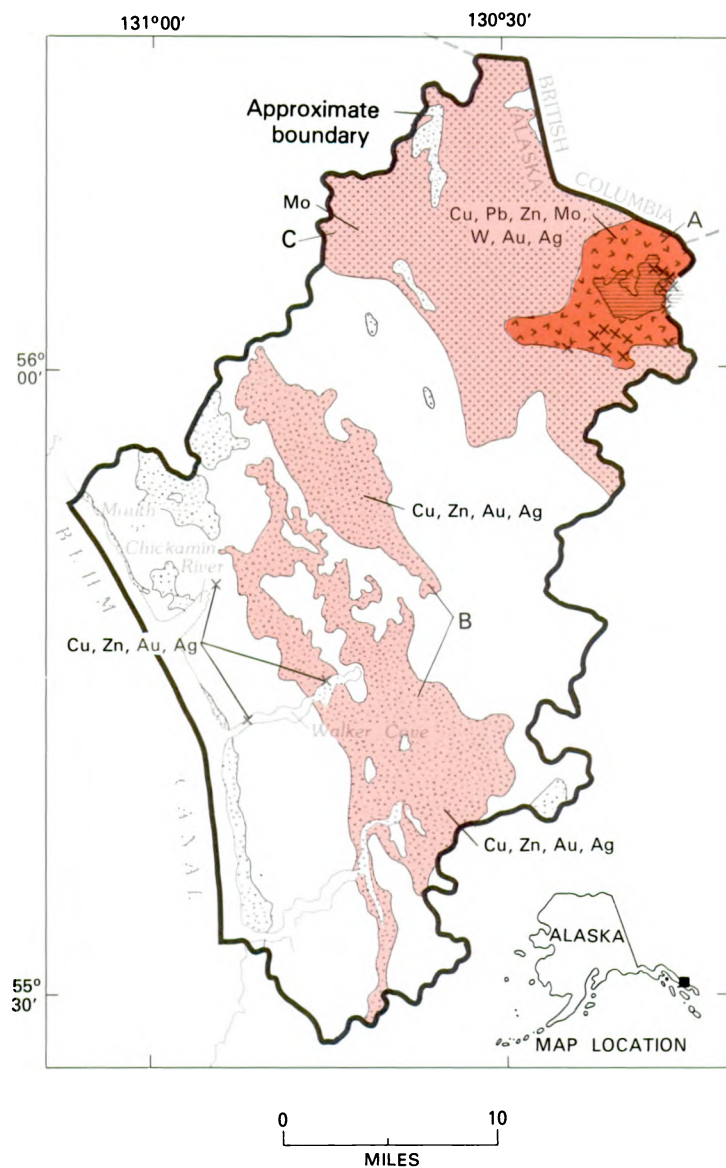 131°00′
130°30′
Approximate
boundary
BRITISH
ALASKA
COLUMBIA
Mo
C
Cu, Pb, Zn, Mo,
W, Au, Ag
A
56°
00′
Cu, Zn, Au, Ag
Mouth
Chickamin
River
BEHM
B
Cu, Zn, Au, Ag
Walker Cove
CANAL
Cu, Zn, Au, Ag
ALASKA
55°
30′
MAP LOCATION
0
10
MILES